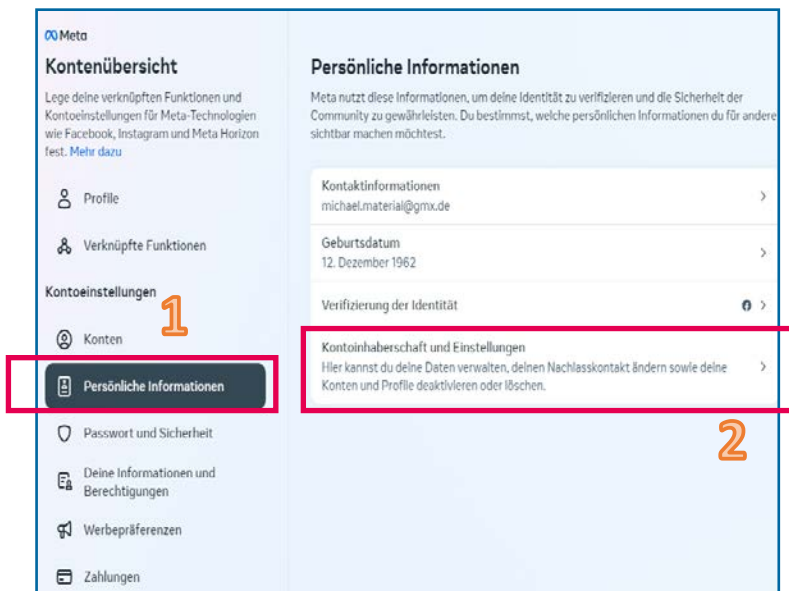 Meta
Kontenübersicht
Lege deine verknüpften Funktionen und
Kontoeinstellungen für Meta-Technologien
wie Facebook, Instagram und Meta Horizon
fest. Mehr dazu
Profile
Verknüpfte Funktionen
Kontoeinstellungen
1
Konten
Persönliche Informationen
Passwort und Sicherheit
Deine Informationen und
Berechtigungen
Werbepräferenzen
Zahlungen
Persönliche Informationen
Meta nutzt diese Informationen, um deine Identität zu verifizieren und die Sicherheit der
Community zu gewährleisten. Du bestimmst, welche persönlichen Informationen du für andere
sichtbar machen möchtest.
Kontaktinformationen
michael.material@gmx.de
Geburtsdatum
12. Dezember 1962
Verifizierung der Identität
Kontoinhaberschaft und Einstellungen
Hier kannst du deine Daten verwalten, deinen Nachlasskontakt ändern sowie deine
Konten und Profile deaktivieren oder löschen.
2